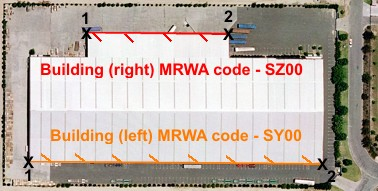 1 2
Building (right) MRWA code - SZ00
Building (left) MRWA code - SY00
1 2